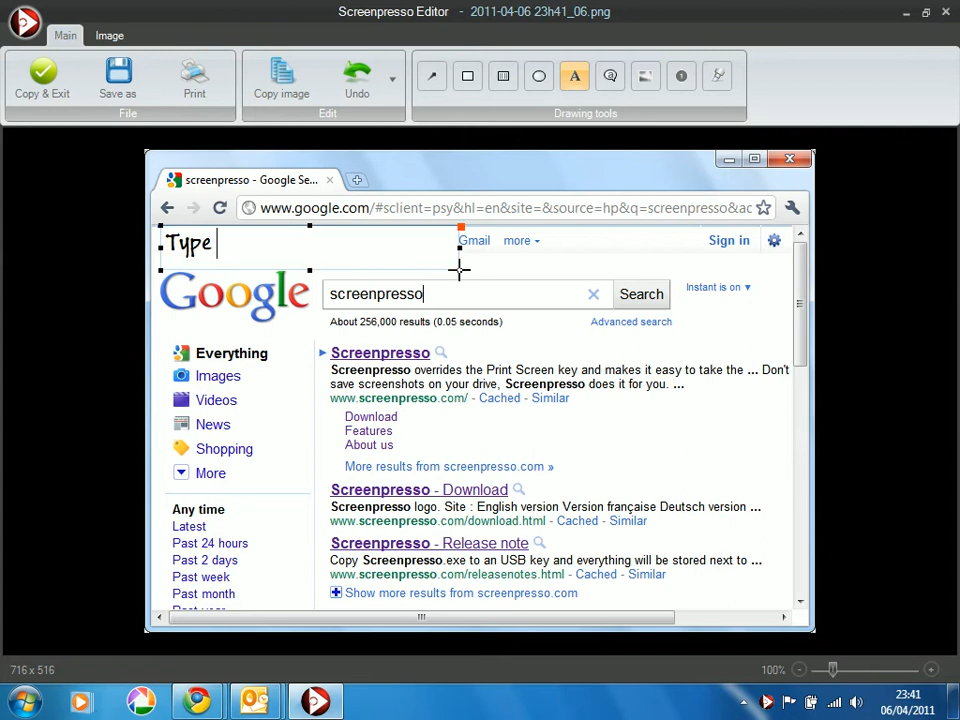 Screenpresso Editor - 2011-04-06 23h41_06.png
Main Image
Copy & Exit Save as Print Copy image Undo
File Edit Drawing tools
screenpresso - Google Se...
www.google.com/#sclient=psy&hl=en&site=&source=hp&q=screenpresso&ac
Type Gmail more Sign in
Google screenpresso Search Instant is on ▼
About 256,000 results (0.05 seconds) Advanced search
Everything
Images
Videos
News
Shopping
More
Any time
Latest
Past 24 hours
Past 2 days
Past week
Past month
Screenpresso
Screenpresso overrides the Print Screen key and makes it easy to take the ... Don't
save screenshots on your drive, Screenpresso does it for you. ...
www.screenpresso.com/ - Cached - Similar
Download
Features
About us
More results from screenpresso.com »
Screenpresso - Download
Screenpresso logo. Site : English version Version française Deutsch version ...
www.screenpresso.com/download.html - Cached - Similar
Screenpresso - Release note
Copy Screenpresso.exe to an USB key and everything will be stored next to ...
www.screenpresso.com/releasenotes.html - Cached - Similar
Show more results from screenpresso.com
716 x 516 100%
23:41
06/04/2011